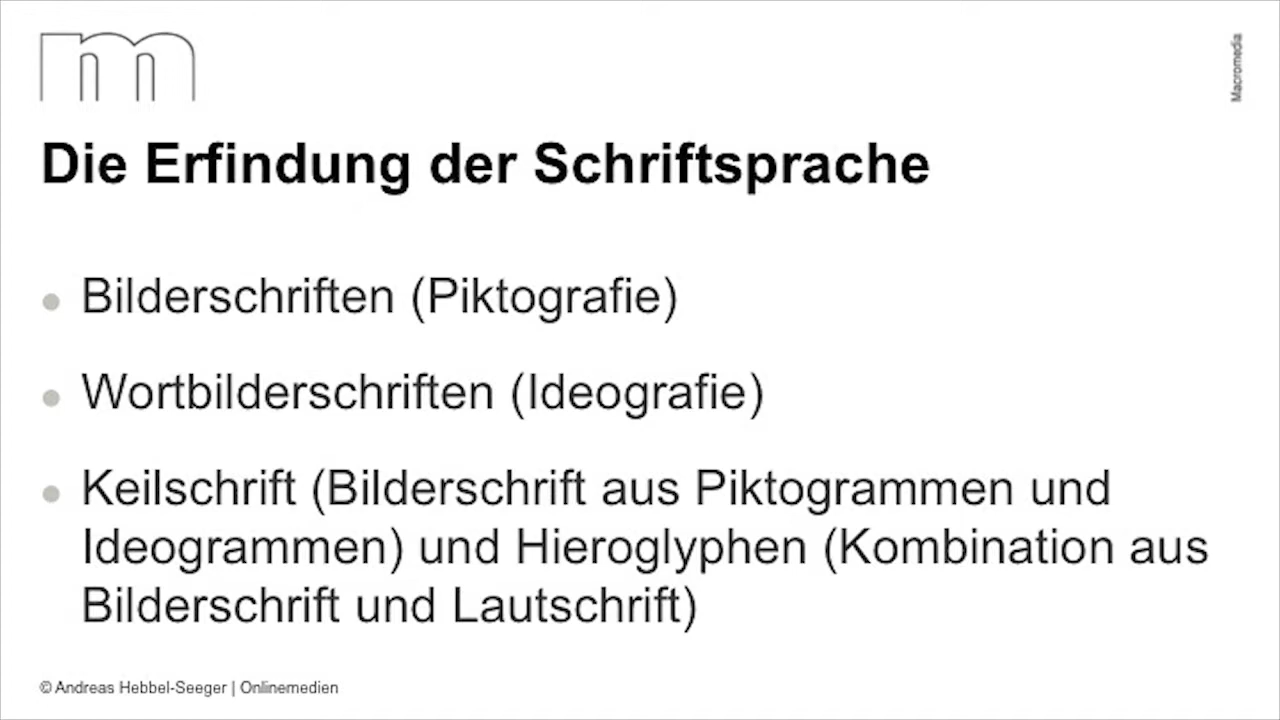 m
Macromedia
Die Erfindung der Schriftsprache
Bilderschriften (Piktografie)
Wortbilderschriften (Ideografie)
Keilschrift (Bilderschrift aus Piktogrammen und
Ideogrammen) und Hieroglyphen (Kombination aus
Bilderschrift und Lautschrift)
© Andreas Hebbel-Seeger | Onlinemedien